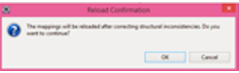 Reload Confirmation
The mappings will be reloaded after correcting structural inconsistencies. Do you
want to continue?
OK
Cancel